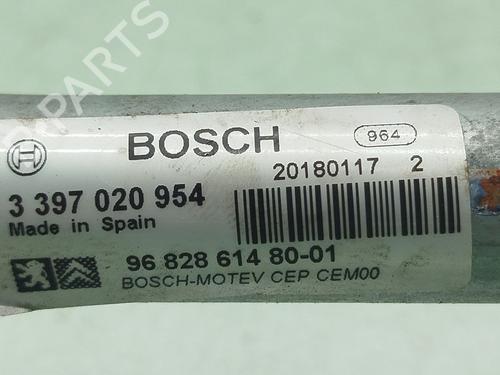 BOSCH
964
20180117 2
3 397 020 954
Made in Spain
96 828 614 80-01
BOSCH-MOTEV CEP CEM00
B-PARTS